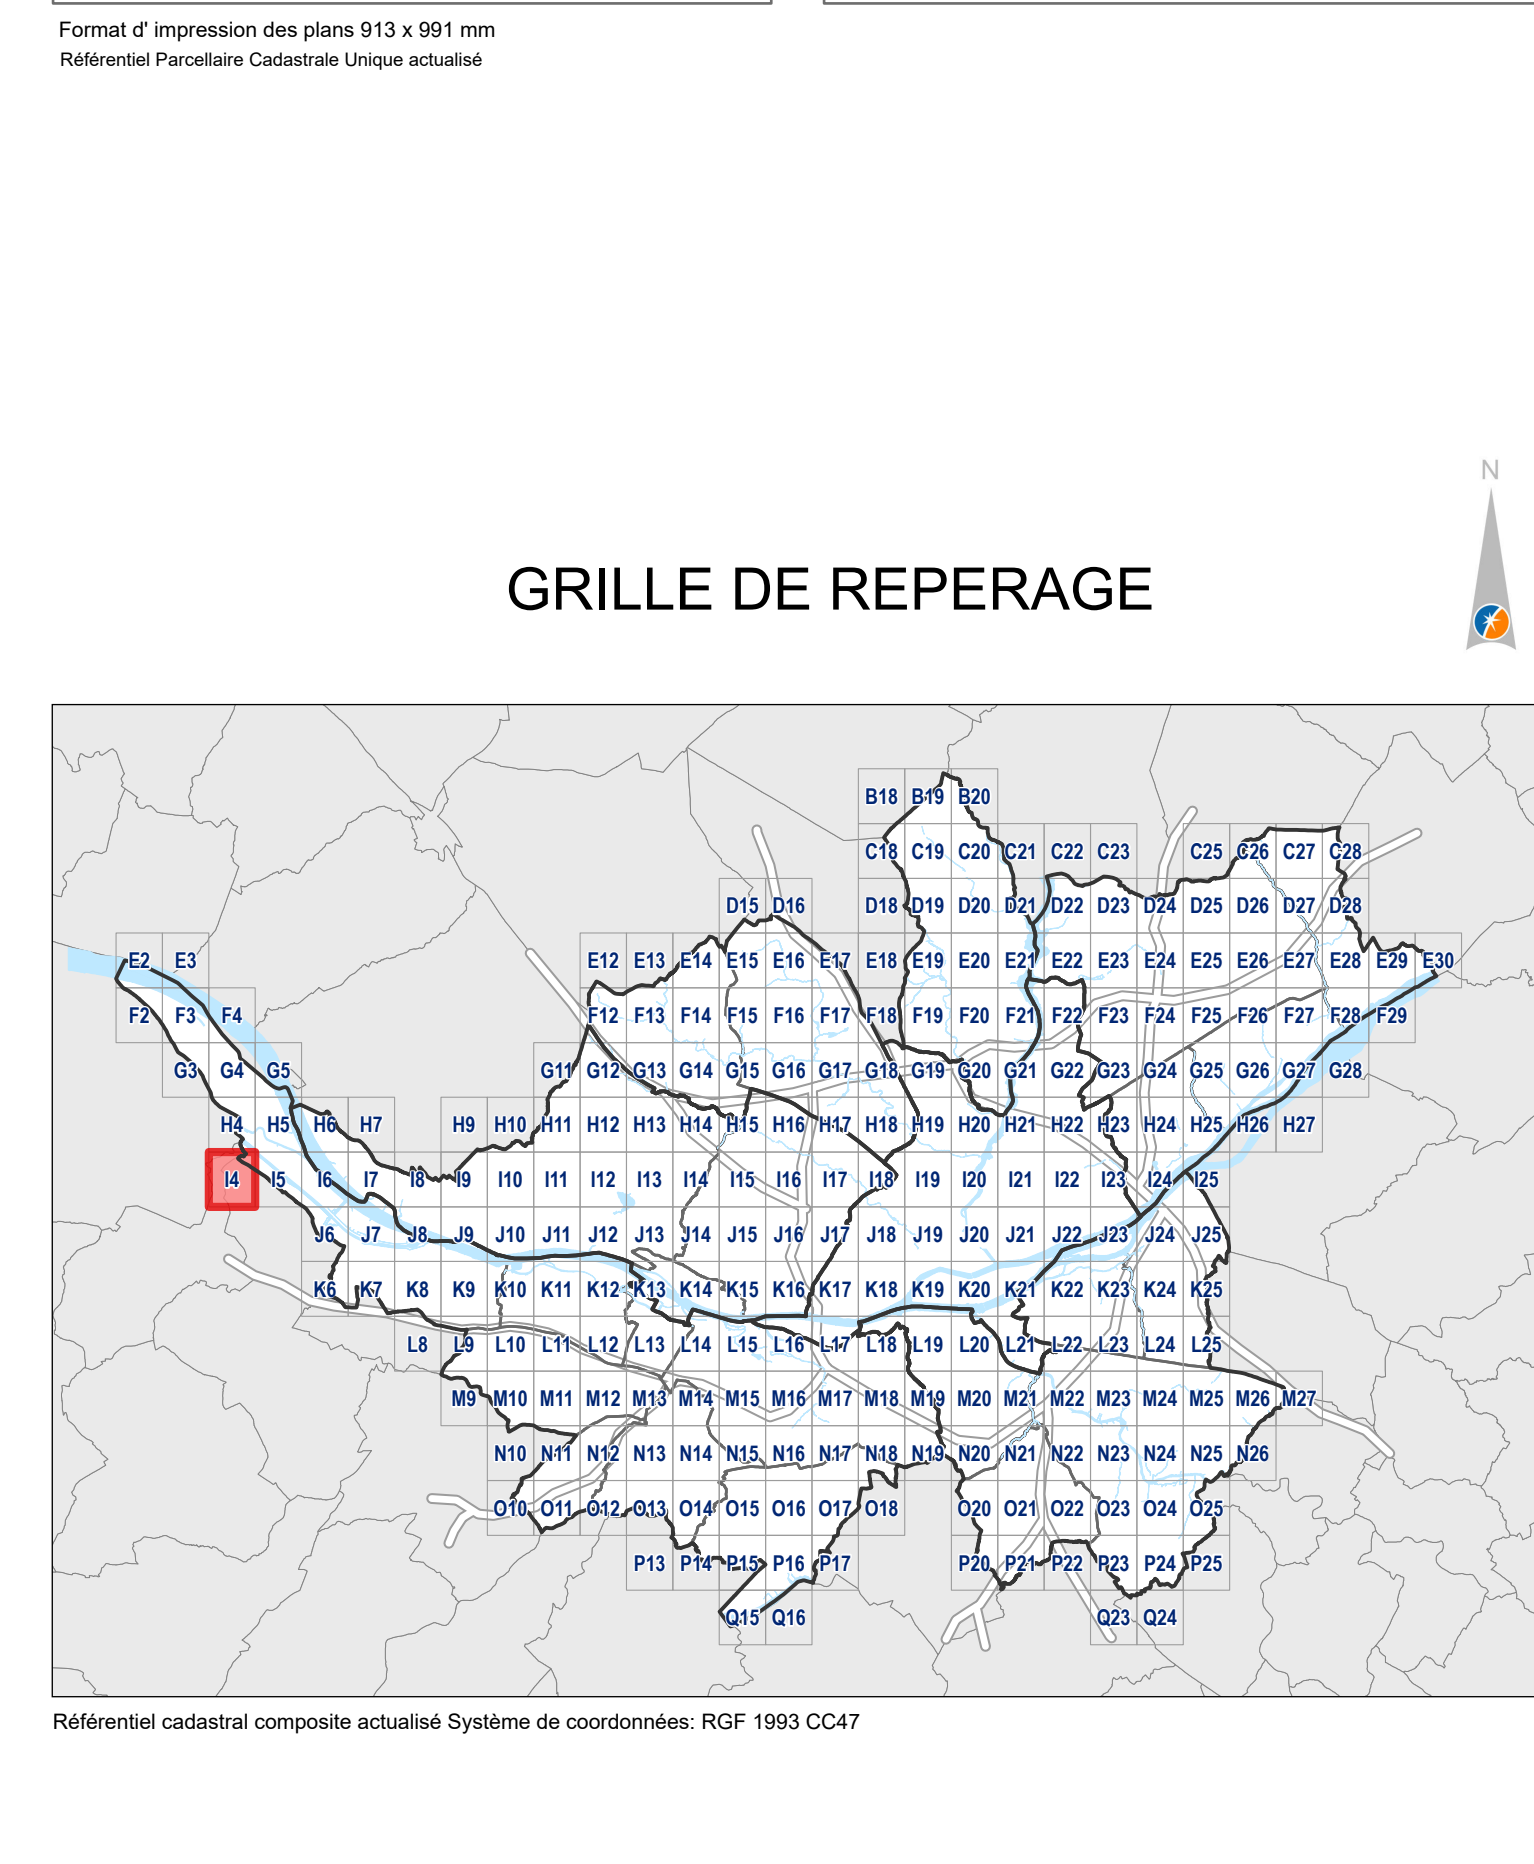 Format d' impression des plans 913 x 991 mm
Référentiel Parcellaire Cadastrale Unique actualisé
N
GRILLE DE REPERAGE
B18 B19 B20
C18 C19 C20 C21 C22 C23 C25 C26 C27 C28
D15 D16 D18 D19 D20 D21 D22 D23 D24 D25 D26 D27 D28
E2 E3 E12 E13 E14 E15 E16 E17 E18 E19 E20 E21 E22 E23 E24 E25 E26 E27 E28 E29 E30
F2 F3 F4 F12 F13 F14 F15 F16 F17 F18 F19 F20 F21 F22 F23 F24 F25 F26 F27 F28 F29
G3 G4 G5 G11 G12 G13 G14 G15 G16 G17 G18 G19 G20 G21 G22 G23 G24 G25 G26 G27 G28
H4 H5 H6 H7 H9 H10 H11 H12 H13 H14 H15 H16 H17 H18 H19 H20 H21 H22 H23 H24 H25 H26 H27
I4 I5 I6 I7 I8 I9 I10 I11 I12 I13 I14 I15 I16 I17 I18 I19 I20 I21 I22 I23 I24 I25
J6 J7 J8 J9 J10 J11 J12 J13 J14 J15 J16 J17 J18 J19 J20 J21 J22 J23 J24 J25
K6 K7 K8 K9 K10 K11 K12 K13 K14 K15 K16 K17 K18 K19 K20 K21 K22 K23 K24 K25
L8 L9 L10 L11 L12 L13 L14 L15 L16 L17 L18 L19 L20 L21 L22 L23 L24 L25
M9 M10 M11 M12 M13 M14 M15 M16 M17 M18 M19 M20 M21 M22 M23 M24 M25 M26 M27
N10 N11 N12 N13 N14 N15 N16 N17 N18 N19 N20 N21 N22 N23 N24 N25 N26
O10 O11 O12 O13 O14 O15 O16 O17 O18 O20 O21 O22 O23 O24 O25
P13 P14 P15 P16 P17 P20 P21 P22 P23 P24 P25
Q15 Q16 Q23 Q24
Référentiel cadastral composite actualisé Système de coordonnées: RGF 1993 CC47